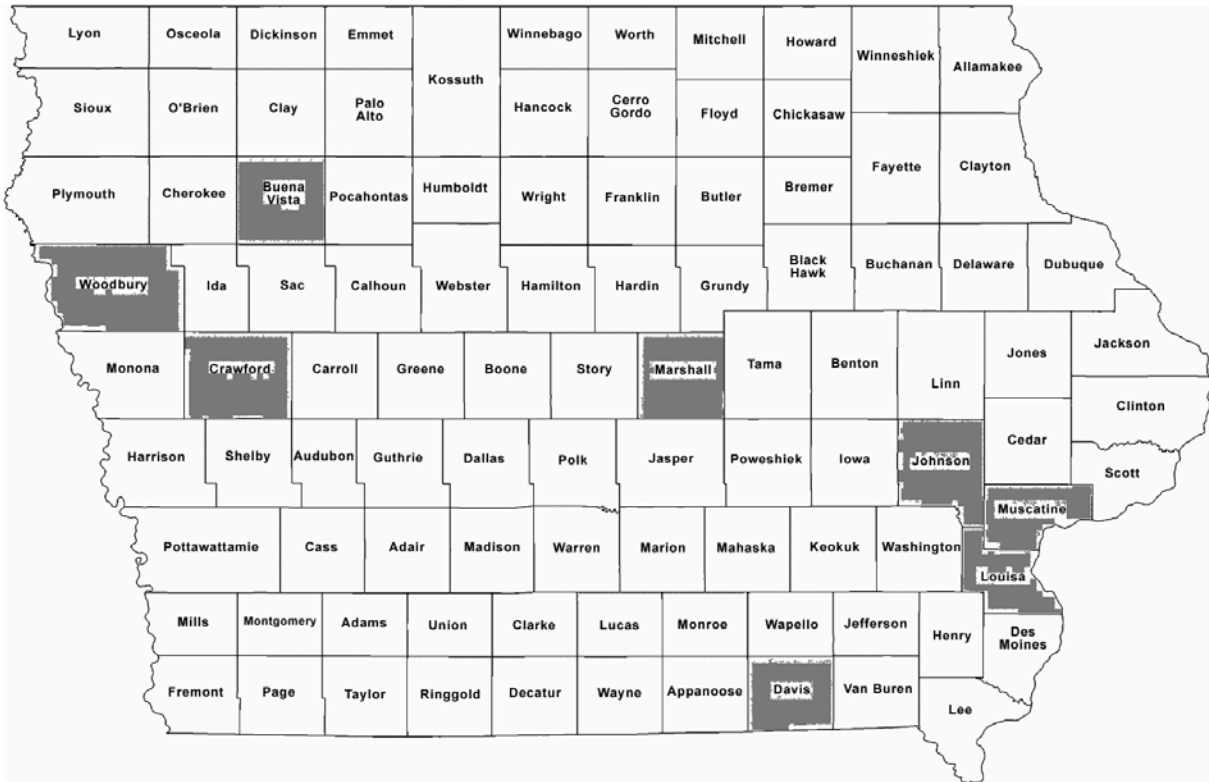 Lyon
Osceola
Dickinson
Emmet
Winnebago
Worth
Mitchell
Howard
Winneshiek
Allamakee
Kossuth
Sioux
O'Brien
Clay
Palo
Alto
Hancock
Cerro
Gordo
Floyd
Chickasaw
Fayette
Clayton
Plymouth
Cherokee
Buena
Vista
Pocahontas
Humboldt
Wright
Franklin
Butler
Bremer
Woodbury
Ida
Sac
Calhoun
Webster
Hamilton
Hardin
Grundy
Black
Hawk
Buchanan
Delaware
Dubuque
Monona
Crawford
Carroll
Greene
Boone
Story
Marshall
Tama
Benton
Linn
Jones
Jackson
Clinton
Harrison
Shelby
Audubon
Guthrie
Dallas
Polk
Jasper
Poweshiek
Iowa
Johnson
Cedar
Scott
Muscatine
Pottawattamie
Cass
Adair
Madison
Warren
Marion
Mahaska
Keokuk
Washington
Louisa
Mills
Montgomery
Adams
Union
Clarke
Lucas
Monroe
Wapello
Jefferson
Henry
Des
Moines
Fremont
Page
Taylor
Ringgold
Decatur
Wayne
Appanoose
Davis
Van Buren
Lee